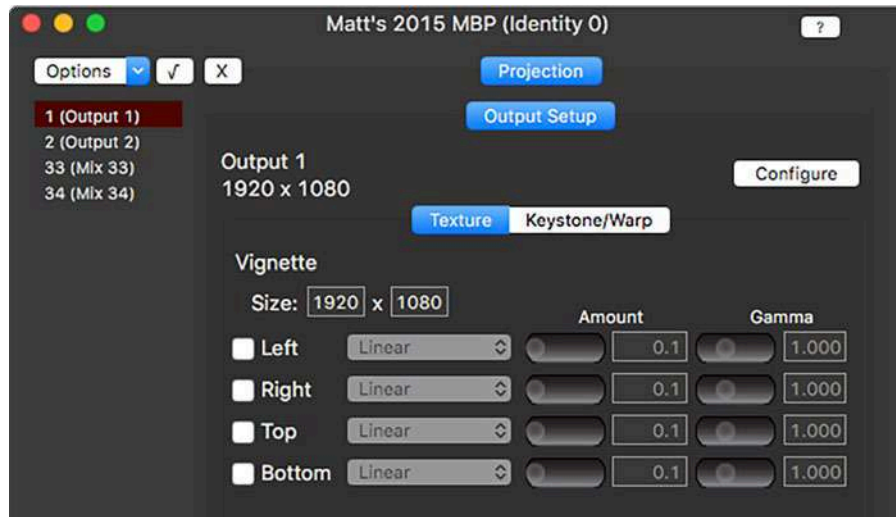 Matt's 2015 MBP (Identity 0) ?
Options √ X Projection
1 (Output 1)
2 (Output 2)
33 (Mix 33)
34 (Mix 34)
Output Setup
Output 1
1920 x 1080
Configure
Texture Keystone/Warp
Vignette
Size: 1920 x 1080
Amount Gamma
Left Linear 0.1 1.000
Right Linear 0.1 1.000
Top Linear 0.1 1.000
Bottom Linear 0.1 1.000